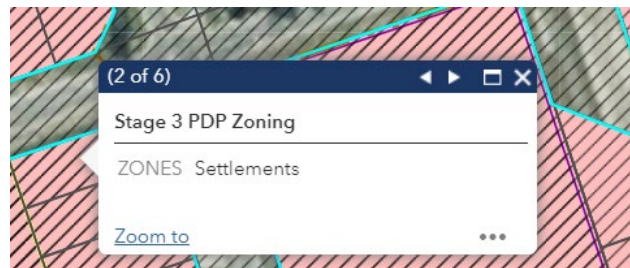 (2 of 6)
Stage 3 PDP Zoning
ZONES Settlements
Zoom to